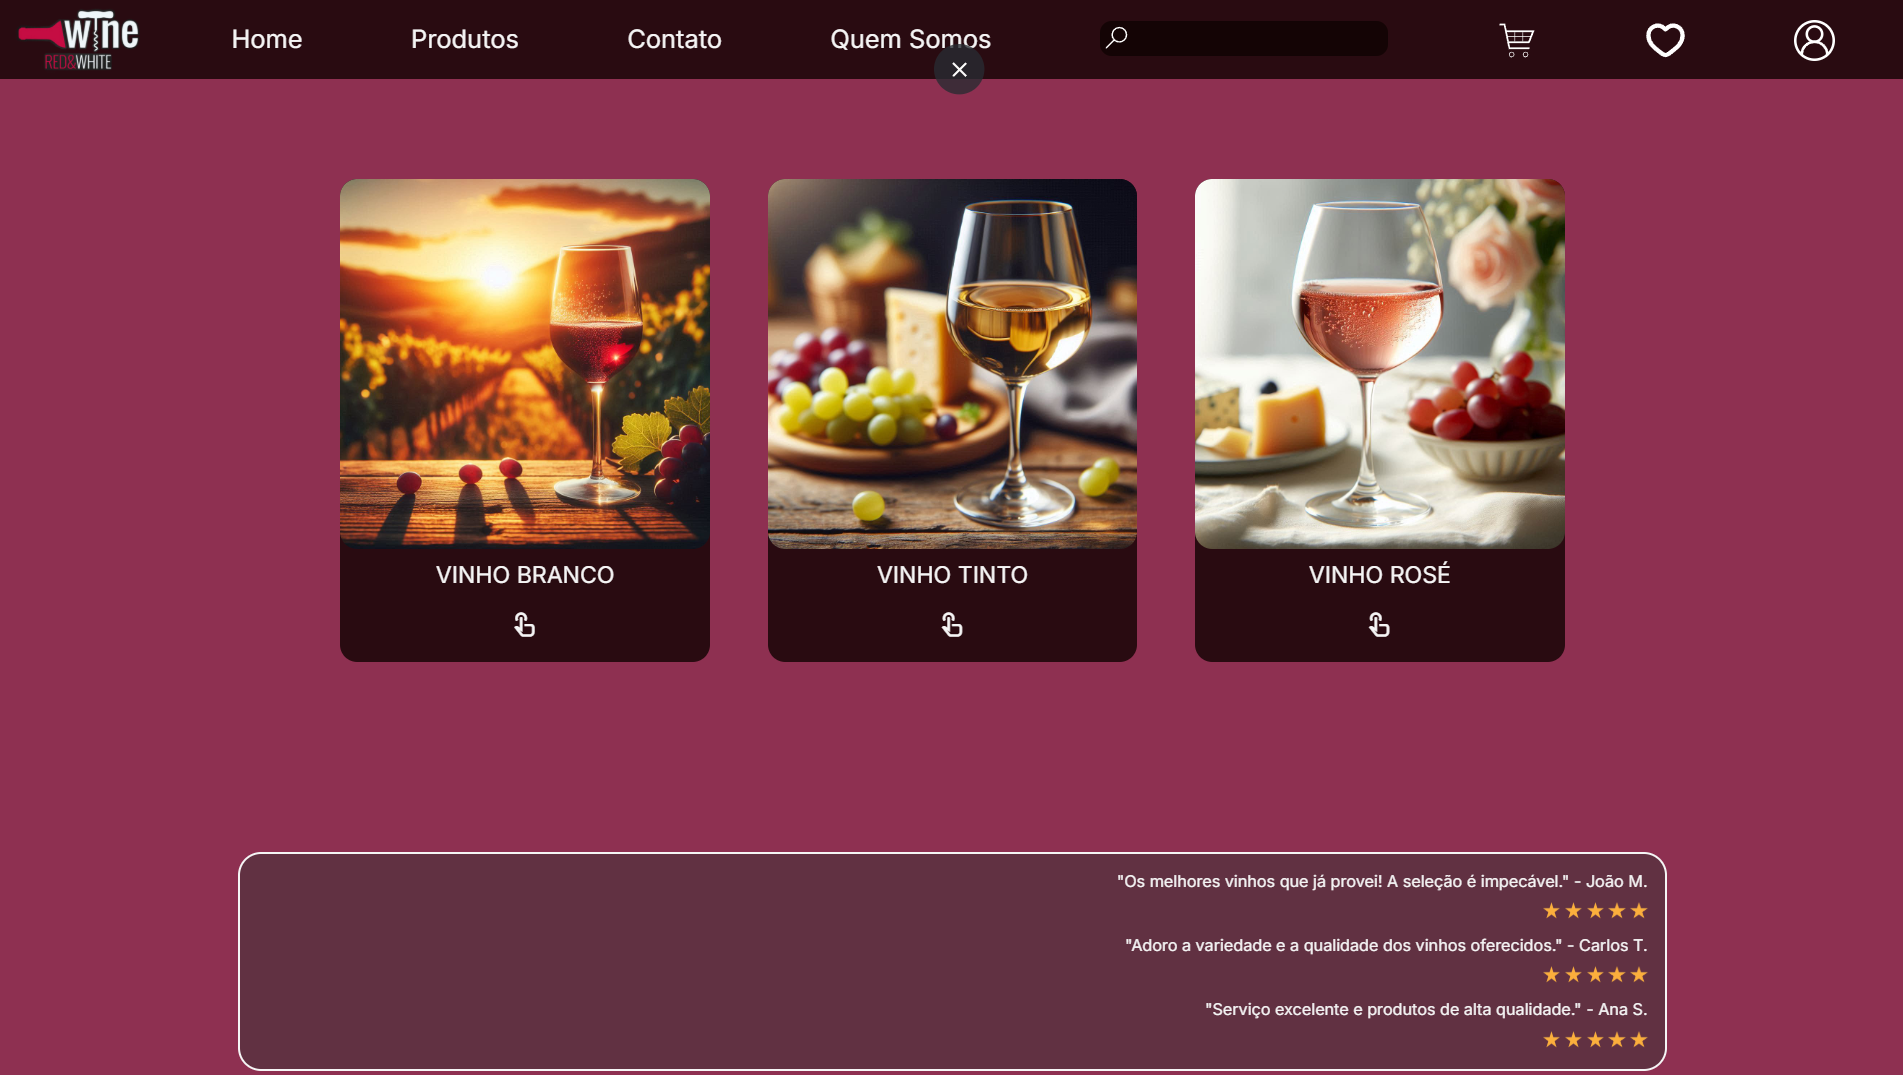 wine
RED&WHITE
Home
Produtos
Contato
Quem Somos
VINHO BRANCO
VINHO TINTO
VINHO ROSÉ
"Os melhores vinhos que já provei! A seleção é impecável." - João M.
"Adoro a variedade e a qualidade dos vinhos oferecidos." - Carlos T.
"Serviço excelente e produtos de alta qualidade." - Ana S.